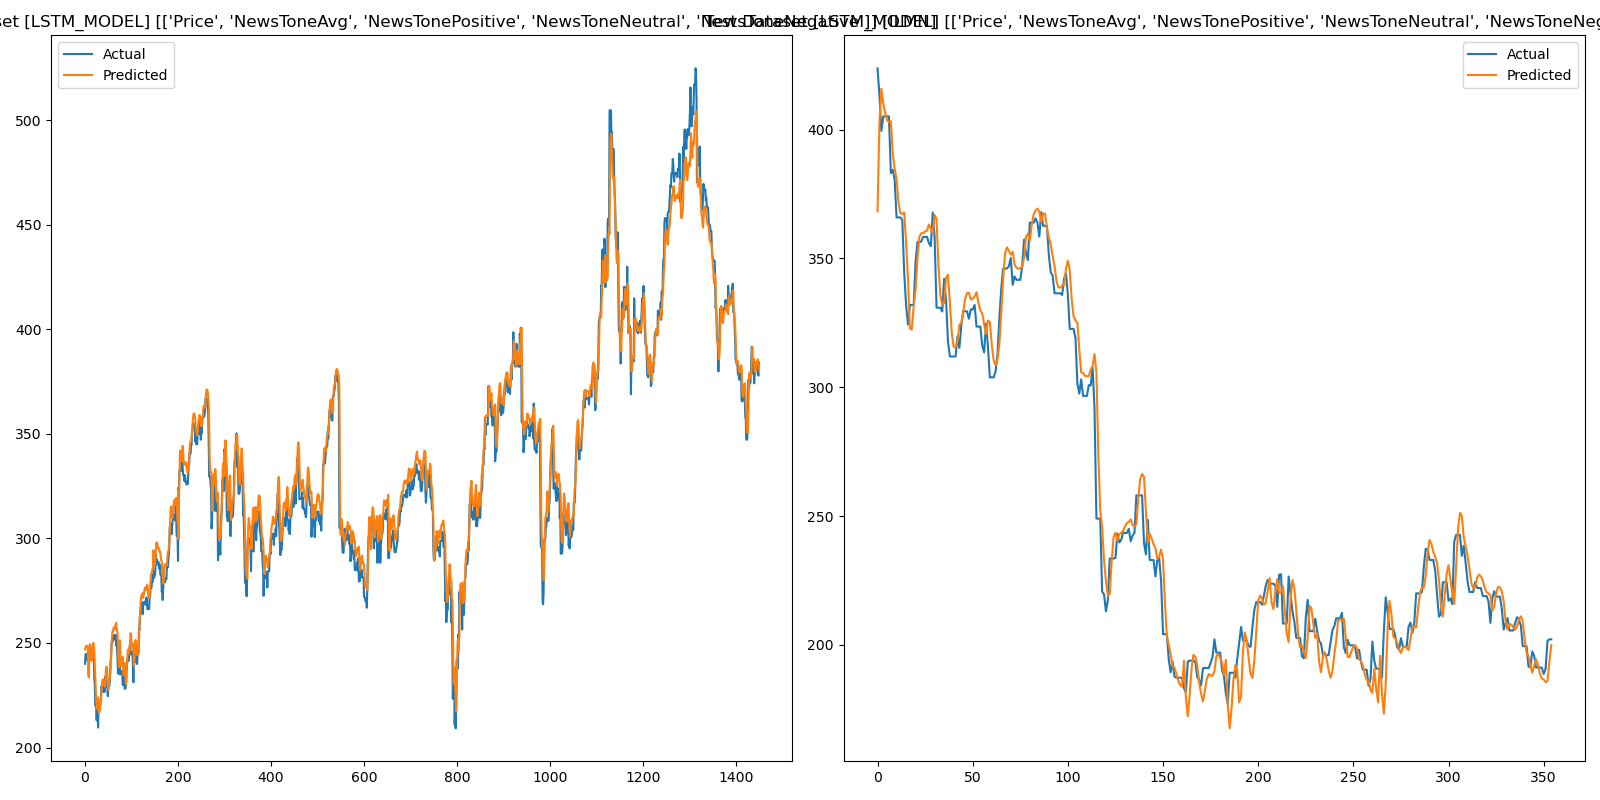 set [LSTM_MODEL] [['Price', 'NewsToneAvg', 'NewsTonePositive', 'NewsToneNeutral', 'NewsToneNegative']] [META]
[LSTM_MODEL] [['Price', 'NewsToneAvg', 'NewsTonePositive', 'NewsToneNeutral', 'NewsToneNeg
Actual
Predicted
500
450
400
350
300
250
200
0 200 400 600 800 1000 1200 1400
Actual
Predicted
400
350
300
250
200
0 50 100 150 200 250 300 350